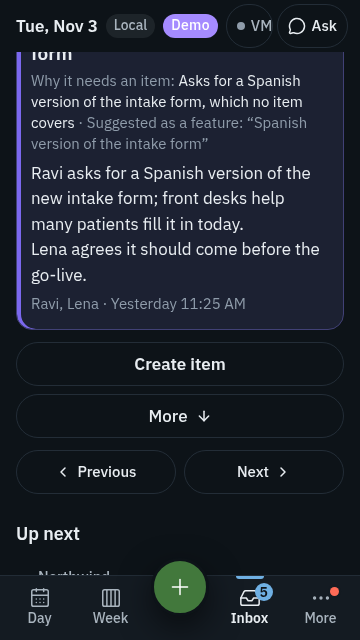 Tue, Nov 3 Local Demo VM Ask
form
Why it needs an item: Asks for a Spanish
version of the intake form, which no item
covers · Suggested as a feature: “Spanish
version of the intake form”
Ravi asks for a Spanish version of the
new intake form; front desks help
many patients fill it in today.
Lena agrees it should come before the
go-live.
Ravi, Lena · Yesterday 11:25 AM
Create item
More
Previous Next
Up next
Northwind
5
Day Week Inbox More